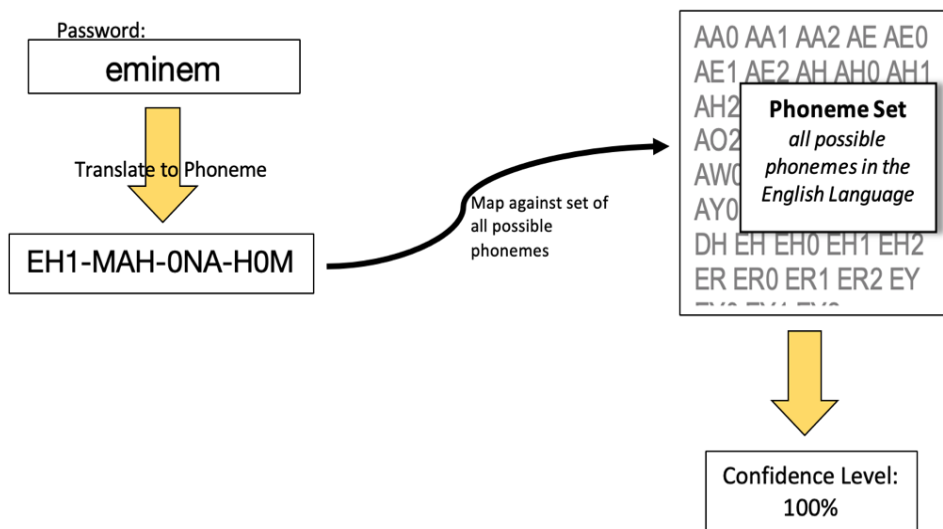 Password:
eminem
Translate to Phoneme
EH1-MAH-0NA-H0M
Map against set of
all possible
phonemes
AA0 AA1 AA2 AE AE0
AE1 AE2 AH AH0 AH1
AH2
AO2
AW0
AY0
DH EH EH0 EH1 EH2
ER ER0 ER1 ER2 EY
Phoneme Set
all possible
phonemes in the
English Language
Confidence Level:
100%